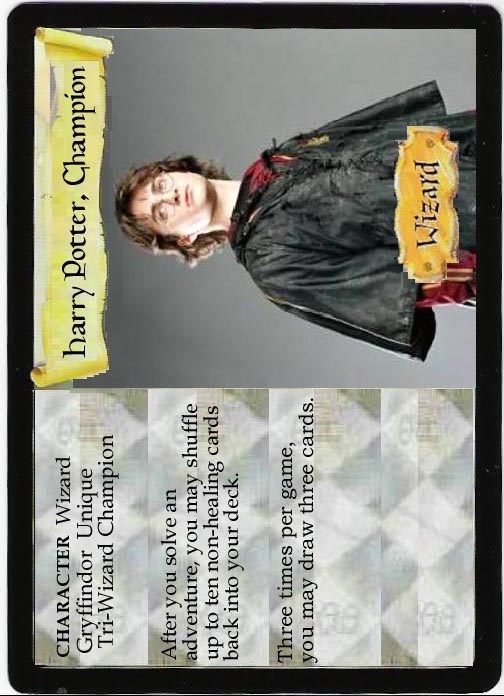 harry Potter, Champion
Wizard
CHARACTER Wizard
Gryffindor Unique
Tri-Wizard Champion
After you solve an
adventure, you may shuffle
up to ten non-healing cards
back into your deck.
Three times per game,
you may draw three cards.